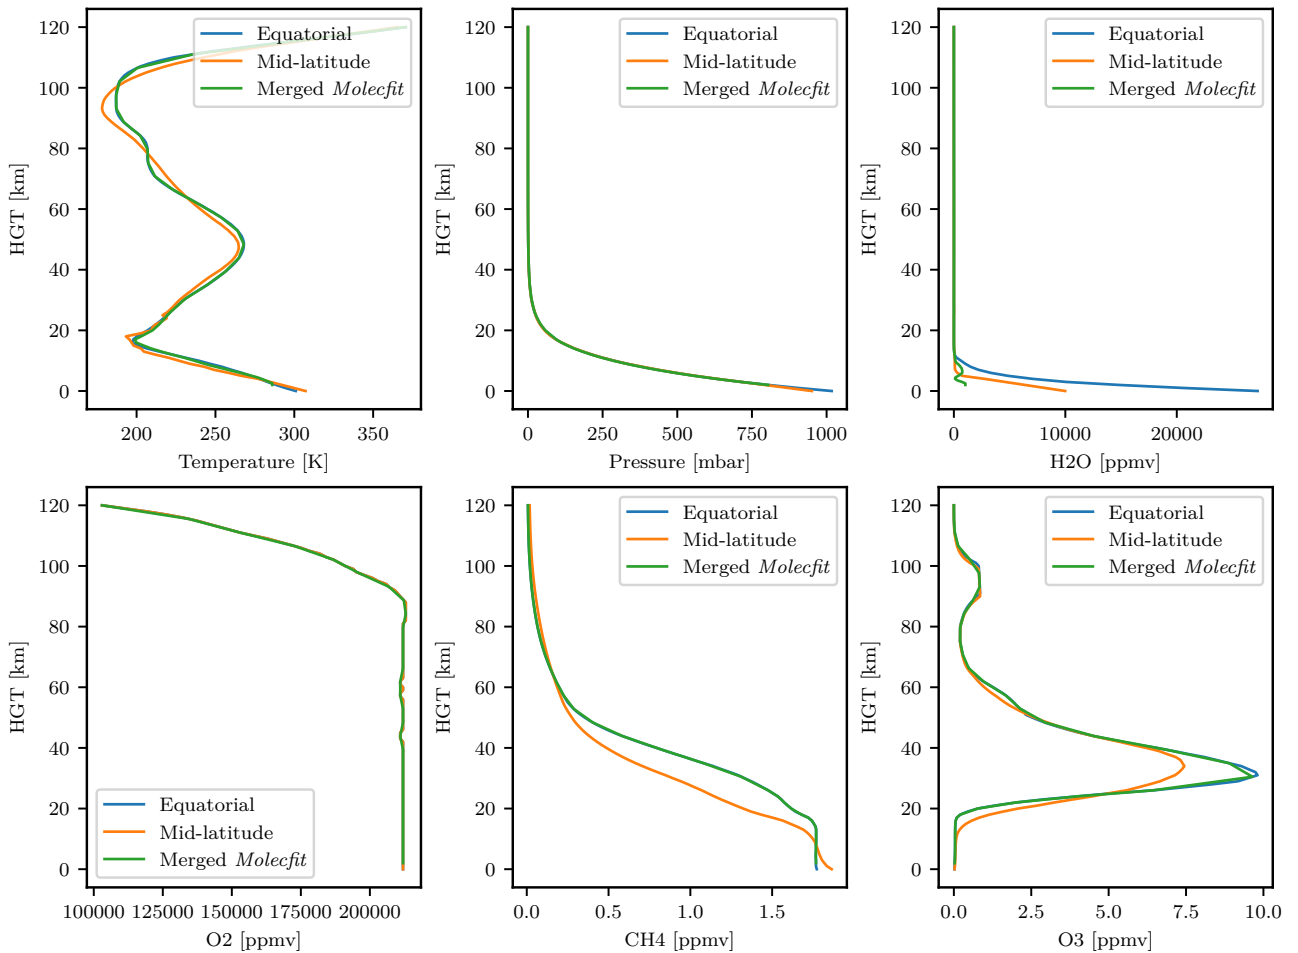 HGT [km]
120
100
80
60
40
20
0
Equatorial
Mid-latitude
Merged Molecfit
200
250
300
350
Temperature [K]
HGT [km]
120
100
80
60
40
20
0
Equatorial
Mid-latitude
Merged Molecfit
0
250
500
750
1000
Pressure [mbar]
HGT [km]
120
100
80
60
40
20
0
Equatorial
Mid-latitude
Merged Molecfit
0
10000
20000
H2O [ppmv]
HGT [km]
120
100
80
60
40
20
0
Equatorial
Mid-latitude
Merged Molecfit
100000
125000
150000
175000
200000
O2 [ppmv]
HGT [km]
120
100
80
60
40
20
0
Equatorial
Mid-latitude
Merged Molecfit
0.0
0.5
1.0
1.5
CH4 [ppmv]
HGT [km]
120
100
80
60
40
20
0
Equatorial
Mid-latitude
Merged Molecfit
0.0
2.5
5.0
7.5
10.0
O3 [ppmv]